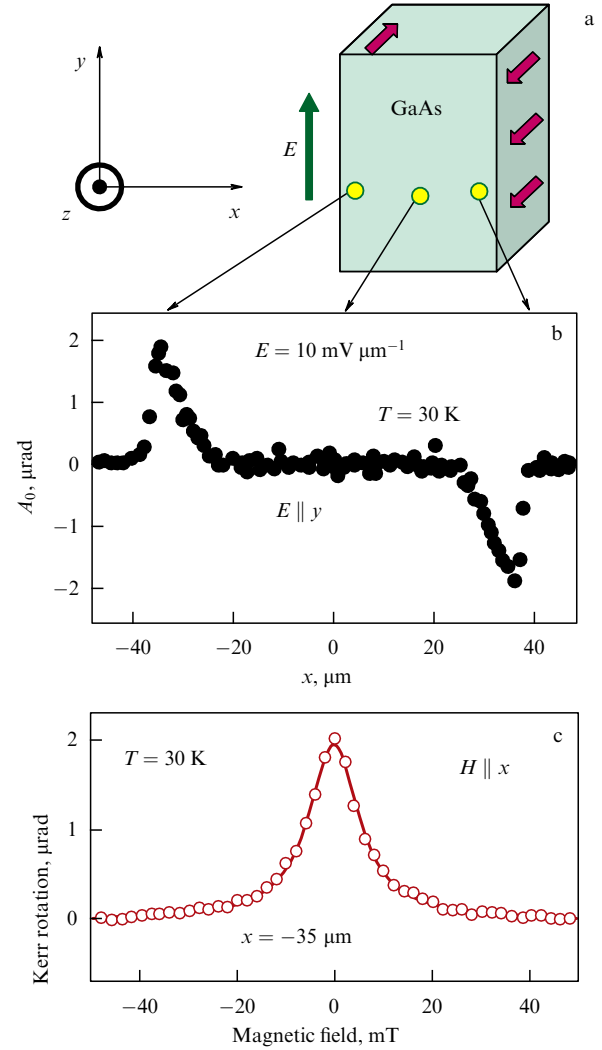 a
y
GaAs
E
z
x
b
2
E = 10 mV μm⁻¹
1
T = 30 K
0
A₀, μrad
E ∥ y
−1
−2
−40 −20 0 20 40
x, μm
c
2
T = 30 K
H ∥ x
1
Kerr rotation, μrad
0
x = −35 μm
−40 −20 0 20 40
Magnetic field, mT